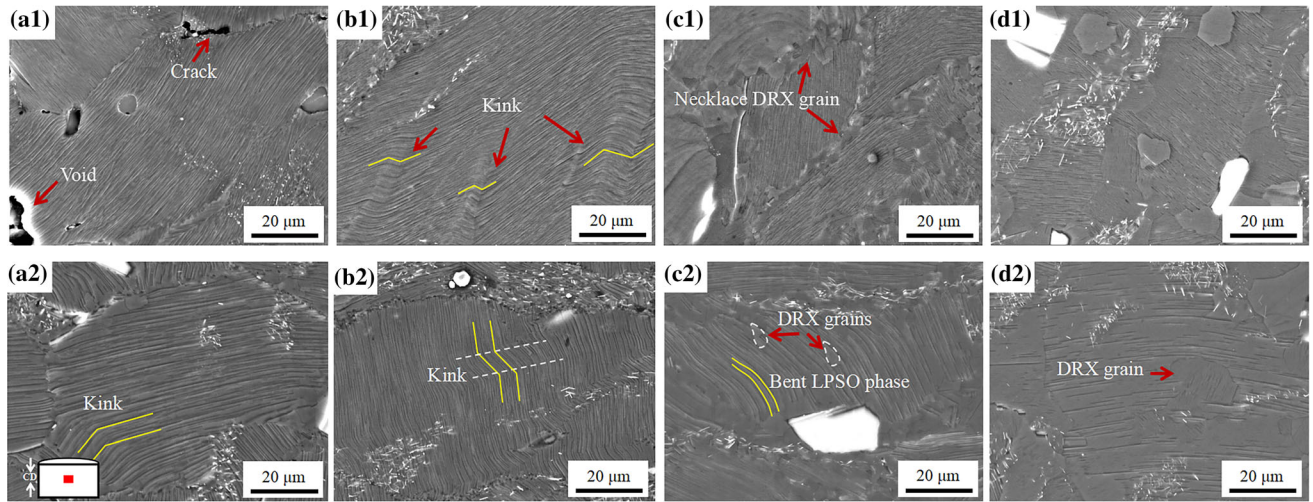 (a1)
Crack
Void
20 μm
(b1)
Kink
20 μm
(c1)
Necklace DRX grain
20 μm
(d1)
20 μm
(a2)
Kink
CD
20 μm
(b2)
Kink
20 μm
(c2)
DRX grains
Bent LPSO phase
20 μm
(d2)
DRX grain
20 μm